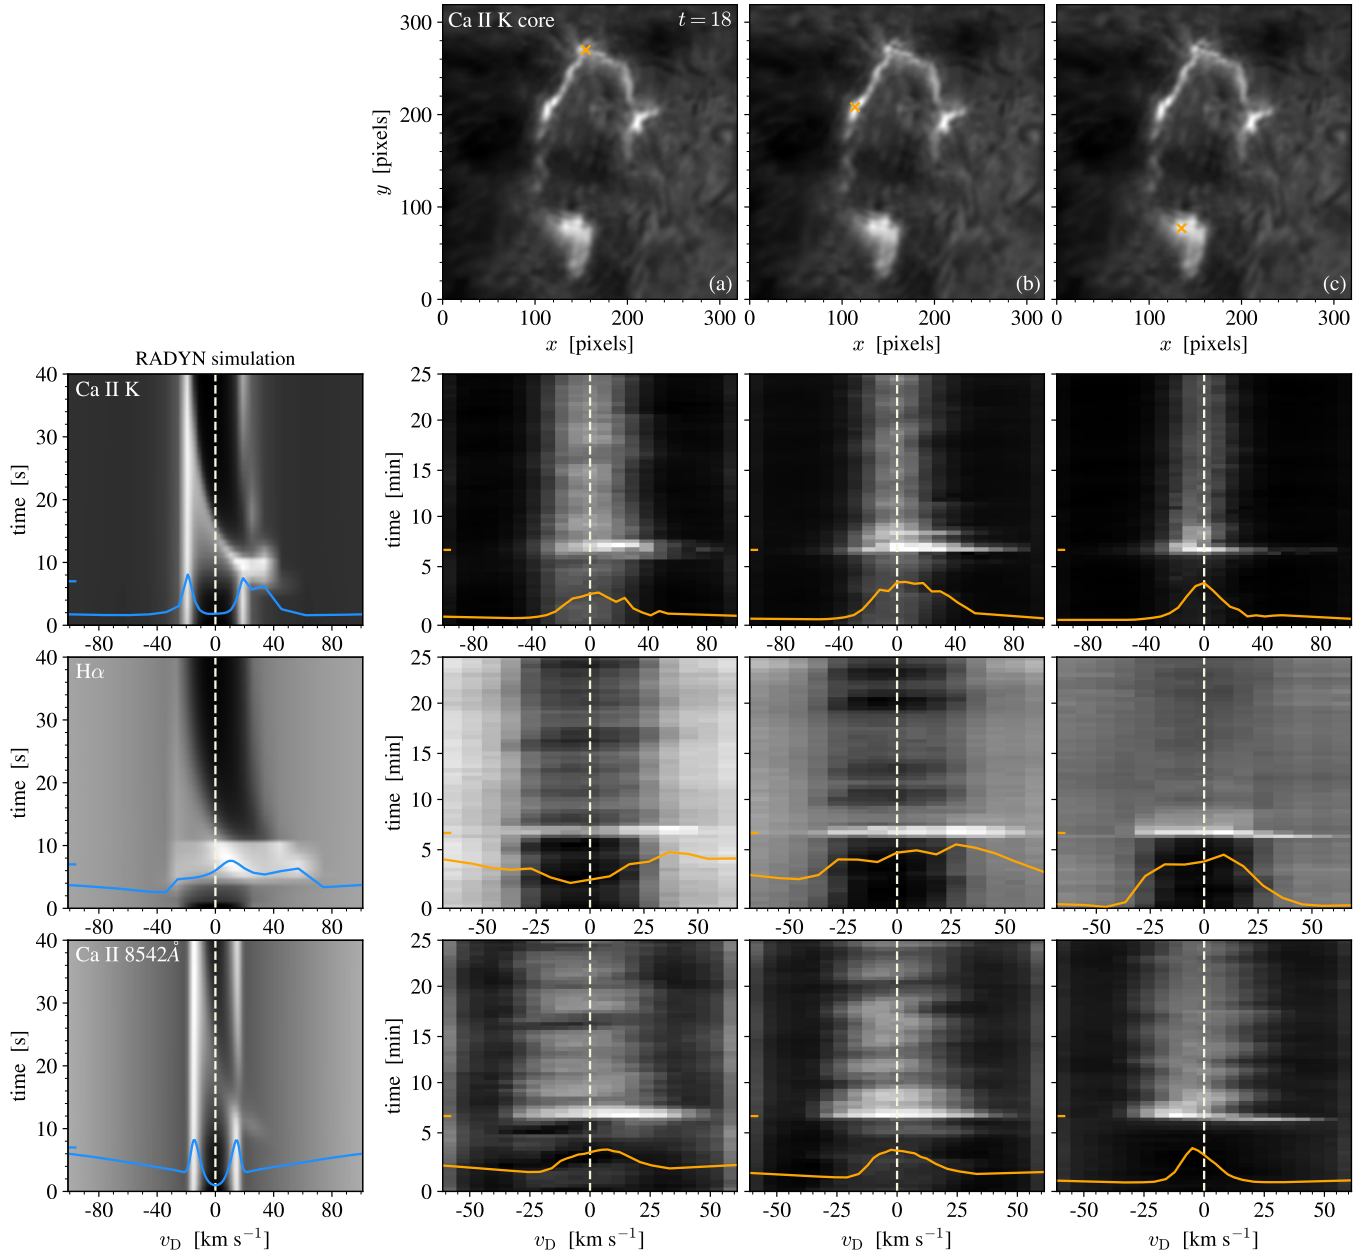 Ca II K core t = 18
(a)
(b)
(c)
300
200
100
0
y [pixels]
0 100 200 300
0 100 200 300
0 100 200 300
x [pixels]
x [pixels]
x [pixels]
RADYN simulation
Ca II K
40
30
20
10
0
time [s]
-80 -40 0 40 80
25
20
15
10
5
0
time [min]
-80 -40 0 40 80
-80 -40 0 40 80
-80 -40 0 40 80
Hα
40
30
20
10
0
time [s]
-80 -40 0 40 80
25
20
15
10
5
0
time [min]
-50 -25 0 25 50
-50 -25 0 25 50
-50 -25 0 25 50
Ca II 8542Å
40
30
20
10
0
time [s]
-80 -40 0 40 80
25
20
15
10
5
0
time [min]
-50 -25 0 25 50
-50 -25 0 25 50
-50 -25 0 25 50
v_D [km s⁻¹]
v_D [km s⁻¹]
v_D [km s⁻¹]
v_D [km s⁻¹]